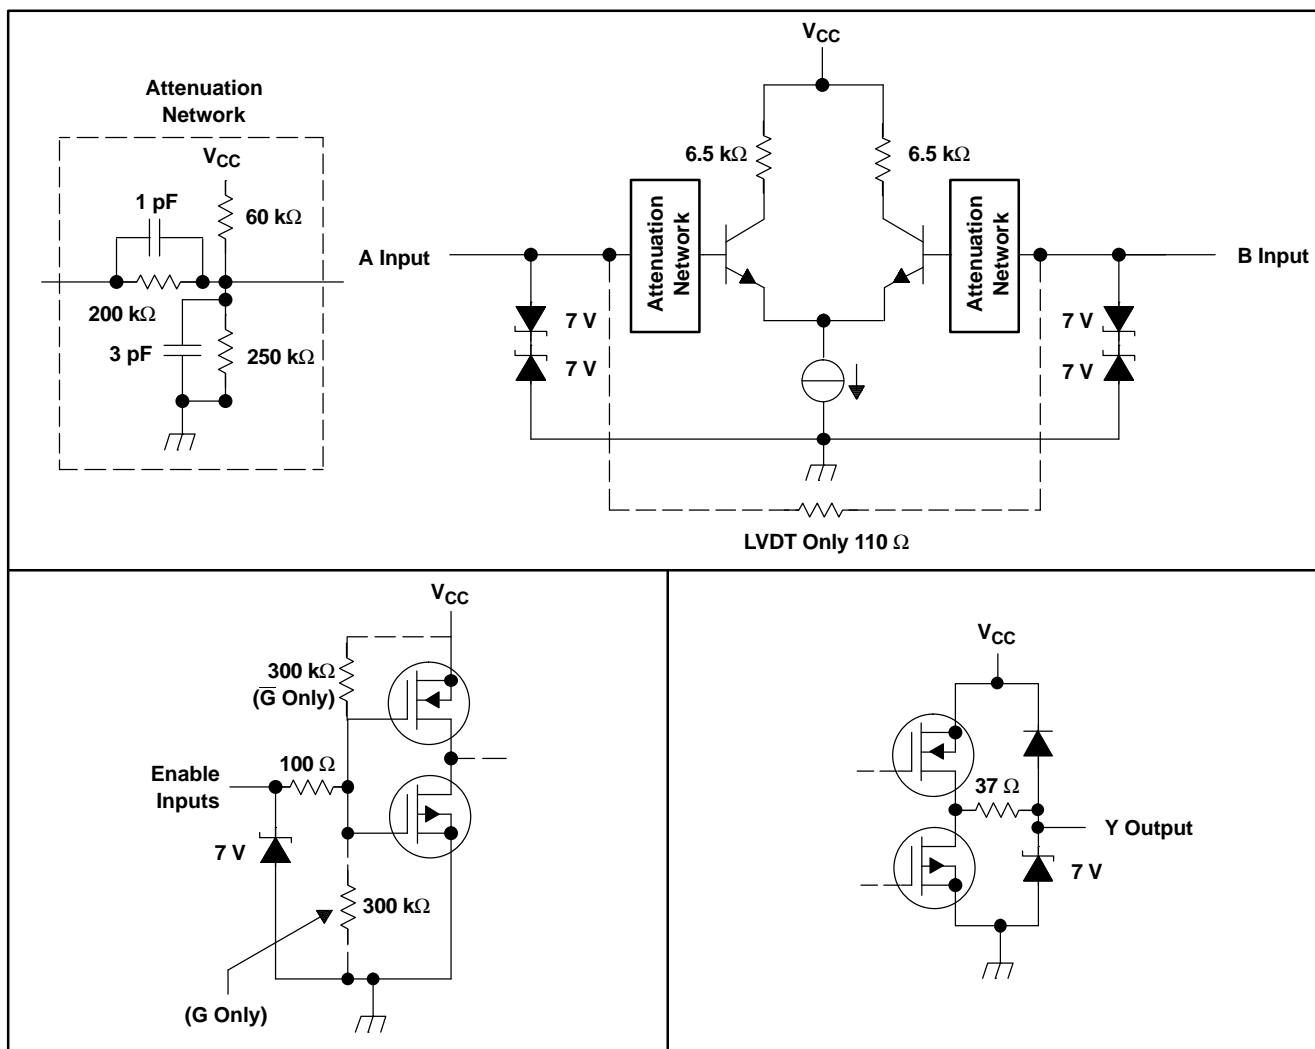 Attenuation
Network
VCC
1 pF
60 kΩ
200 kΩ
3 pF
250 kΩ
VCC
6.5 kΩ
6.5 kΩ
A Input
Attenuation
Network
Attenuation
Network
B Input
7 V
7 V
7 V
7 V
LVDT Only 110 Ω
VCC
300 kΩ
(G̅ Only)
100 Ω
Enable
Inputs
7 V
300 kΩ
(G Only)
VCC
37 Ω
Y Output
7 V